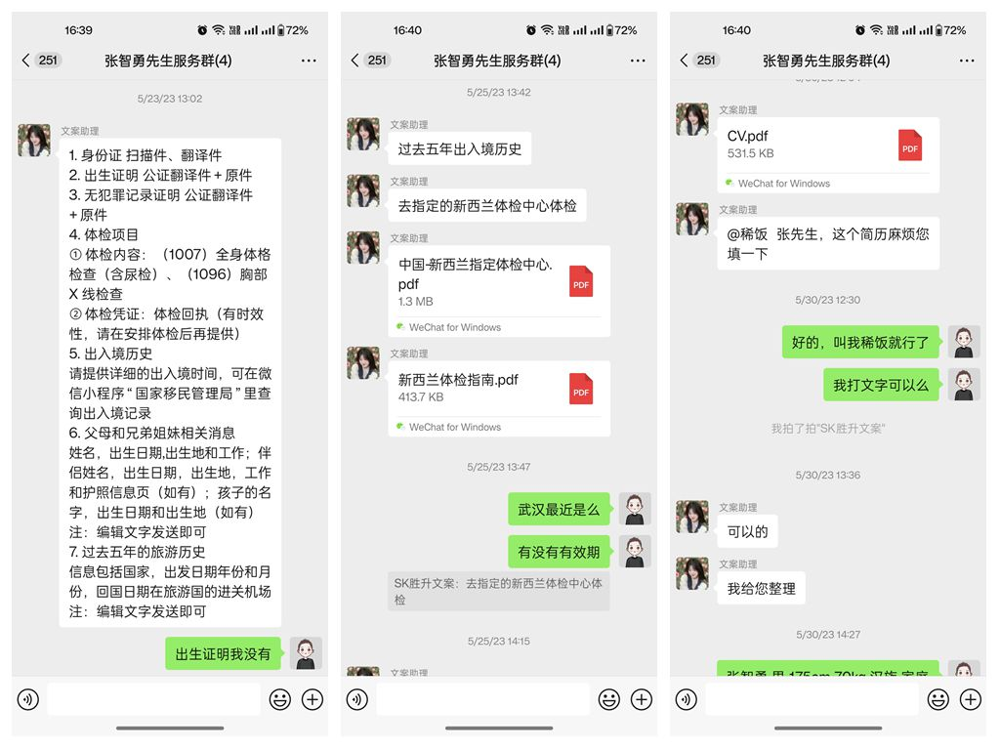 16:39
72%
251
张智勇先生服务群(4)
5/23/23 13:02
文案助理
1. 身份证 扫描件、翻译件
2. 出生证明 公证翻译件+原件
3. 无犯罪记录证明 公证翻译件
+原件
4. 体检项目
① 体检内容：（1007）全身体格
检查（含尿检）、（1096）胸部
X 线检查
② 体检凭证：体检回执（有时效
性，请在安排体检后再提供）
5. 出入境历史
请提供详细的出入境时间，可在微
信小程序“国家移民管理局”里查
询出入境记录
6. 父母和兄弟姐妹相关消息
姓名，出生日期,出生地和工作；伴
侣姓名，出生日期，出生地，工作
和护照信息页（如有）；孩子的名
字，出生日期和出生地（如有）
注：编辑文字发送即可
7. 过去五年的旅游历史
信息包括国家，出发日期年份和月
份，回国日期在旅游国的进关机场
注：编辑文字发送即可
出生证明我没有
16:40
72%
251
张智勇先生服务群(4)
5/25/23 13:42
文案助理
过去五年出入境历史
文案助理
去指定的新西兰体检中心体检
文案助理
中国-新西兰指定体检中心.
pdf
1.3 MB
PDF
WeChat for Windows
文案助理
新西兰体检指南.pdf
413.7 KB
PDF
WeChat for Windows
5/25/23 13:47
武汉最近是么
有没有有效期
SK胜升文案：去指定的新西兰体检中心体
检
5/25/23 14:15
文案助理
16:40
72%
251
张智勇先生服务群(4)
文案助理
CV.pdf
531.5 KB
PDF
WeChat for Windows
文案助理
@稀饭 张先生，这个简历麻烦您
填一下
5/30/23 12:30
好的，叫我稀饭就行了
我打文字可以么
我拍了拍"SK胜升文案"
5/30/23 13:36
文案助理
可以的
文案助理
我给您整理
5/30/23 14:27
张智勇 男 175cm 70kg 汉族 家庭